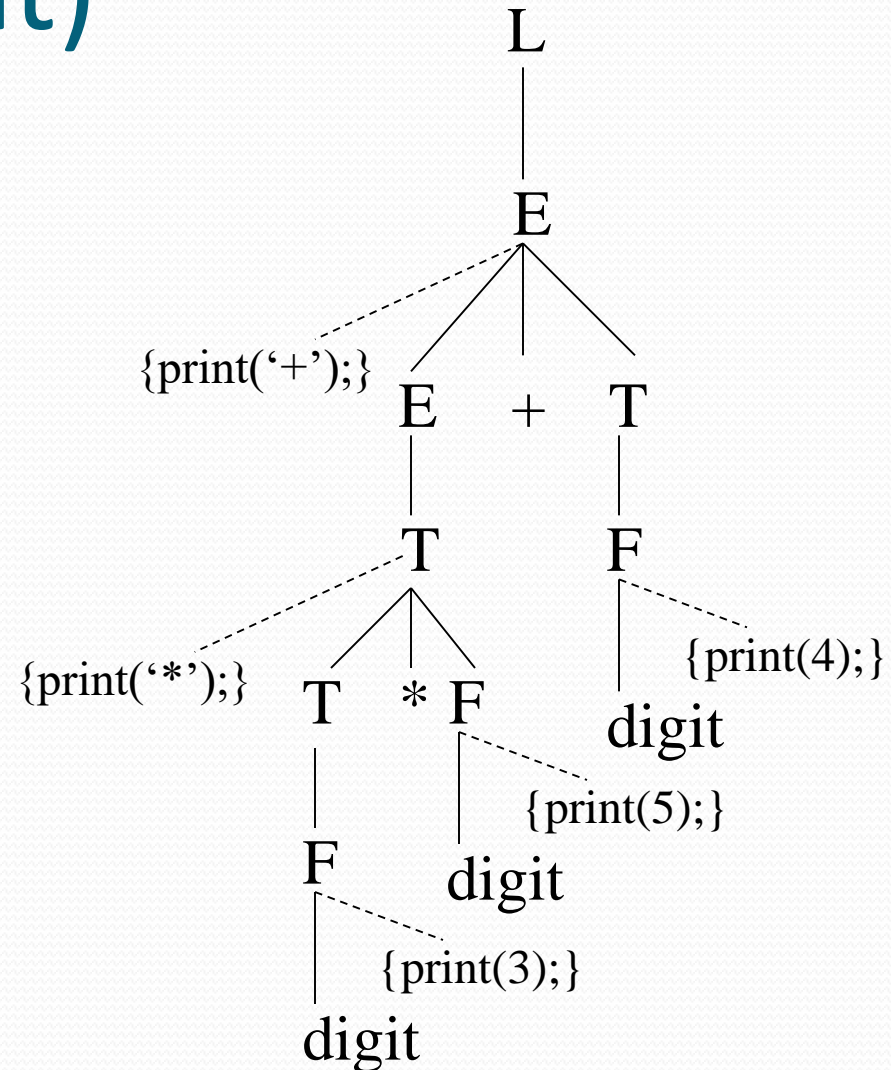 L
E
{print(‘+’);}
E + T
T F
{print(4);}
{print(‘*’);}
T * F
digit
{print(5);}
F
digit
{print(3);}
digit